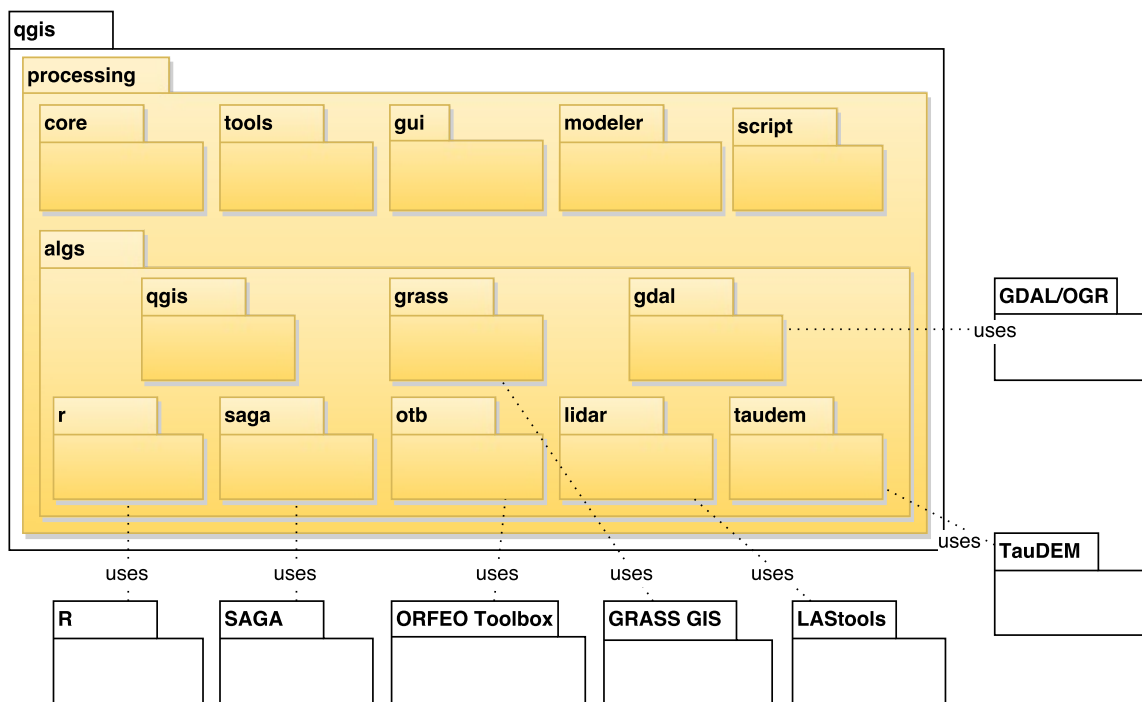 qgis
processing
core
tools
gui
modeler
script
algs
qgis
grass
gdal
GDAL/OGR
uses
r
saga
otb
lidar
taudem
uses
TauDEM
uses
uses
uses
uses
uses
R
SAGA
ORFEO Toolbox
GRASS GIS
LAStools